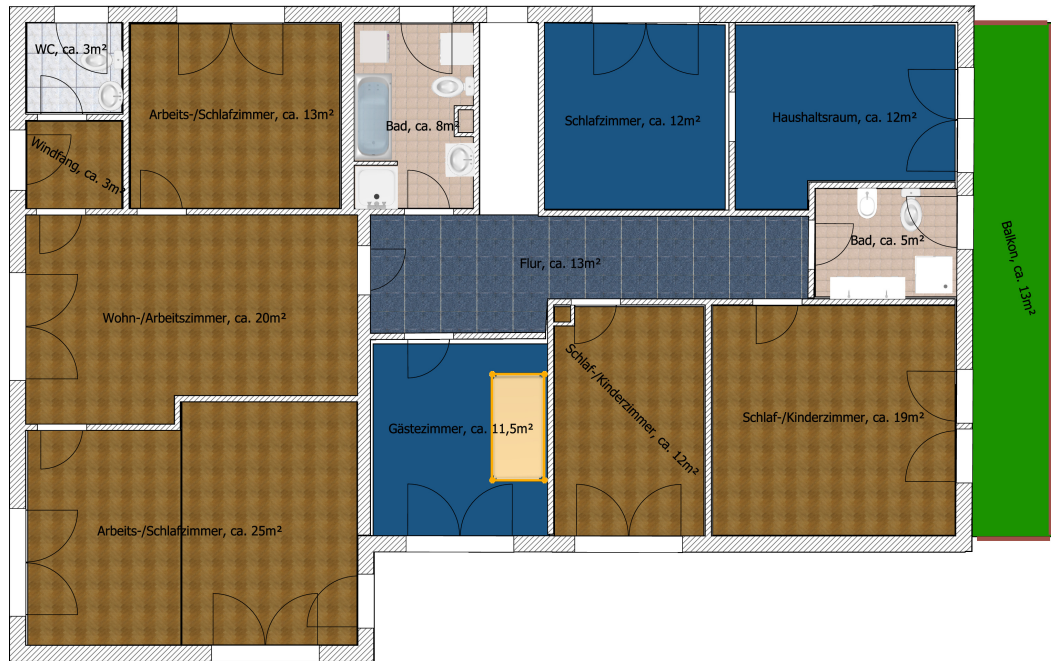 WC, ca. 3m²
Arbeits-/Schlafzimmer, ca. 13m²
Bad, ca. 8m²
Schlafzimmer, ca. 12m²
Haushaltsraum, ca. 12m²
Windfang, ca. 3m²
Bad, ca. 5m²
Flur, ca. 13m²
Balkon, ca. 13m²
Wohn-/Arbeitszimmer, ca. 20m²
Schlaf-/Kinderzimmer, ca. 12m²
Schlaf-/Kinderzimmer, ca. 19m²
Gästezimmer, ca. 11,5m²
Arbeits-/Schlafzimmer, ca. 25m²